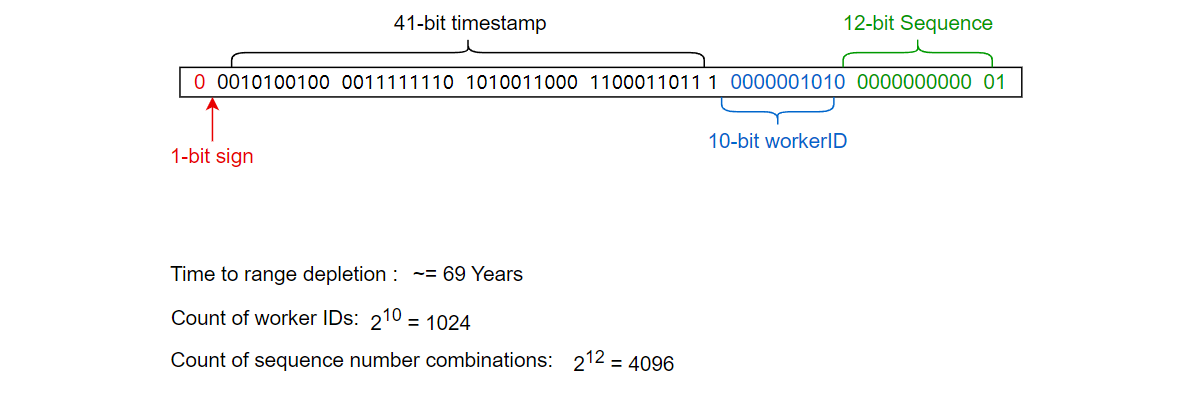 41-bit timestamp 12-bit Sequence
0 0010100100 0011111110 1010011000 1100011011 1 0000001010 0000000000 01
10-bit workerID
1-bit sign
Time to range depletion : ~= 69 Years
Count of worker IDs: 2^10 = 1024
Count of sequence number combinations: 2^12 = 4096